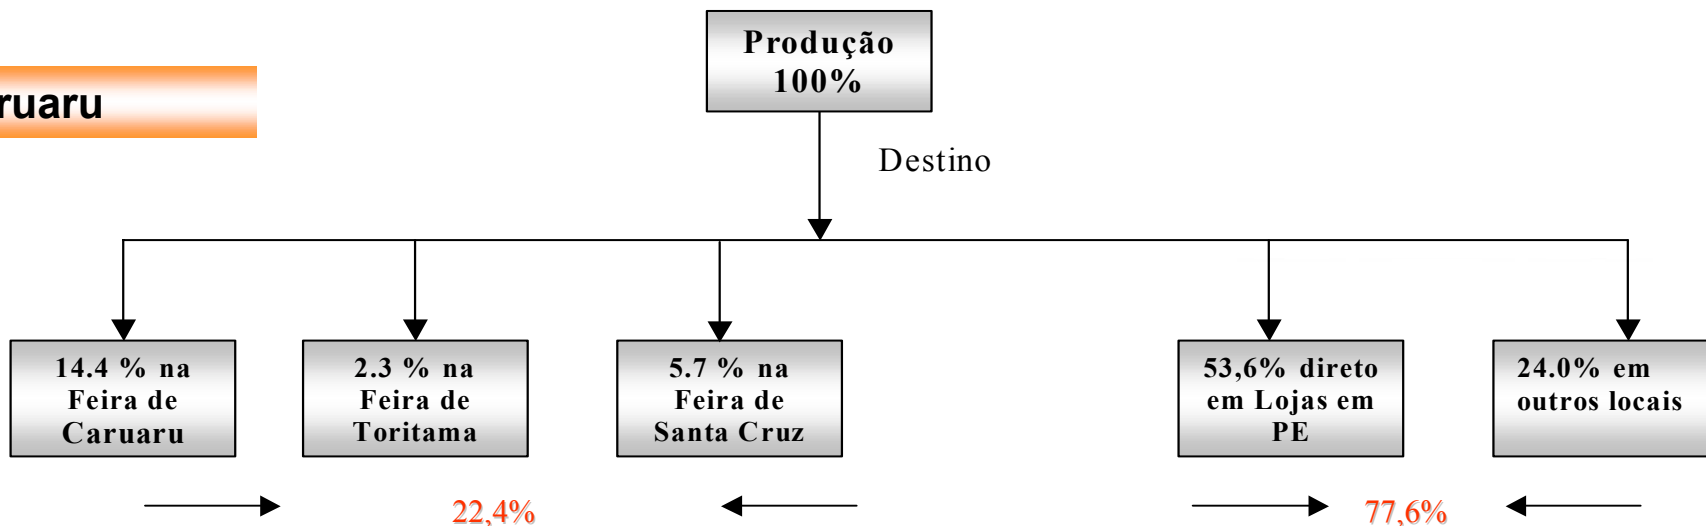 Produção
100%
ruaru
Destino
14.4 % na
Feira de
Caruaru
2.3 % na
Feira de
Toritama
5.7 % na
Feira de
Santa Cruz
53,6% direto
em Lojas em
PE
24.0% em
outros locais
22,4%
77,6%